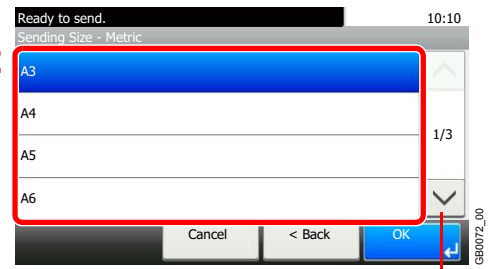 Ready to send. 10:10
Sending Size - Metric
A3
A4
1/3
A5
A6
Cancel < Back OK
GB0072_00